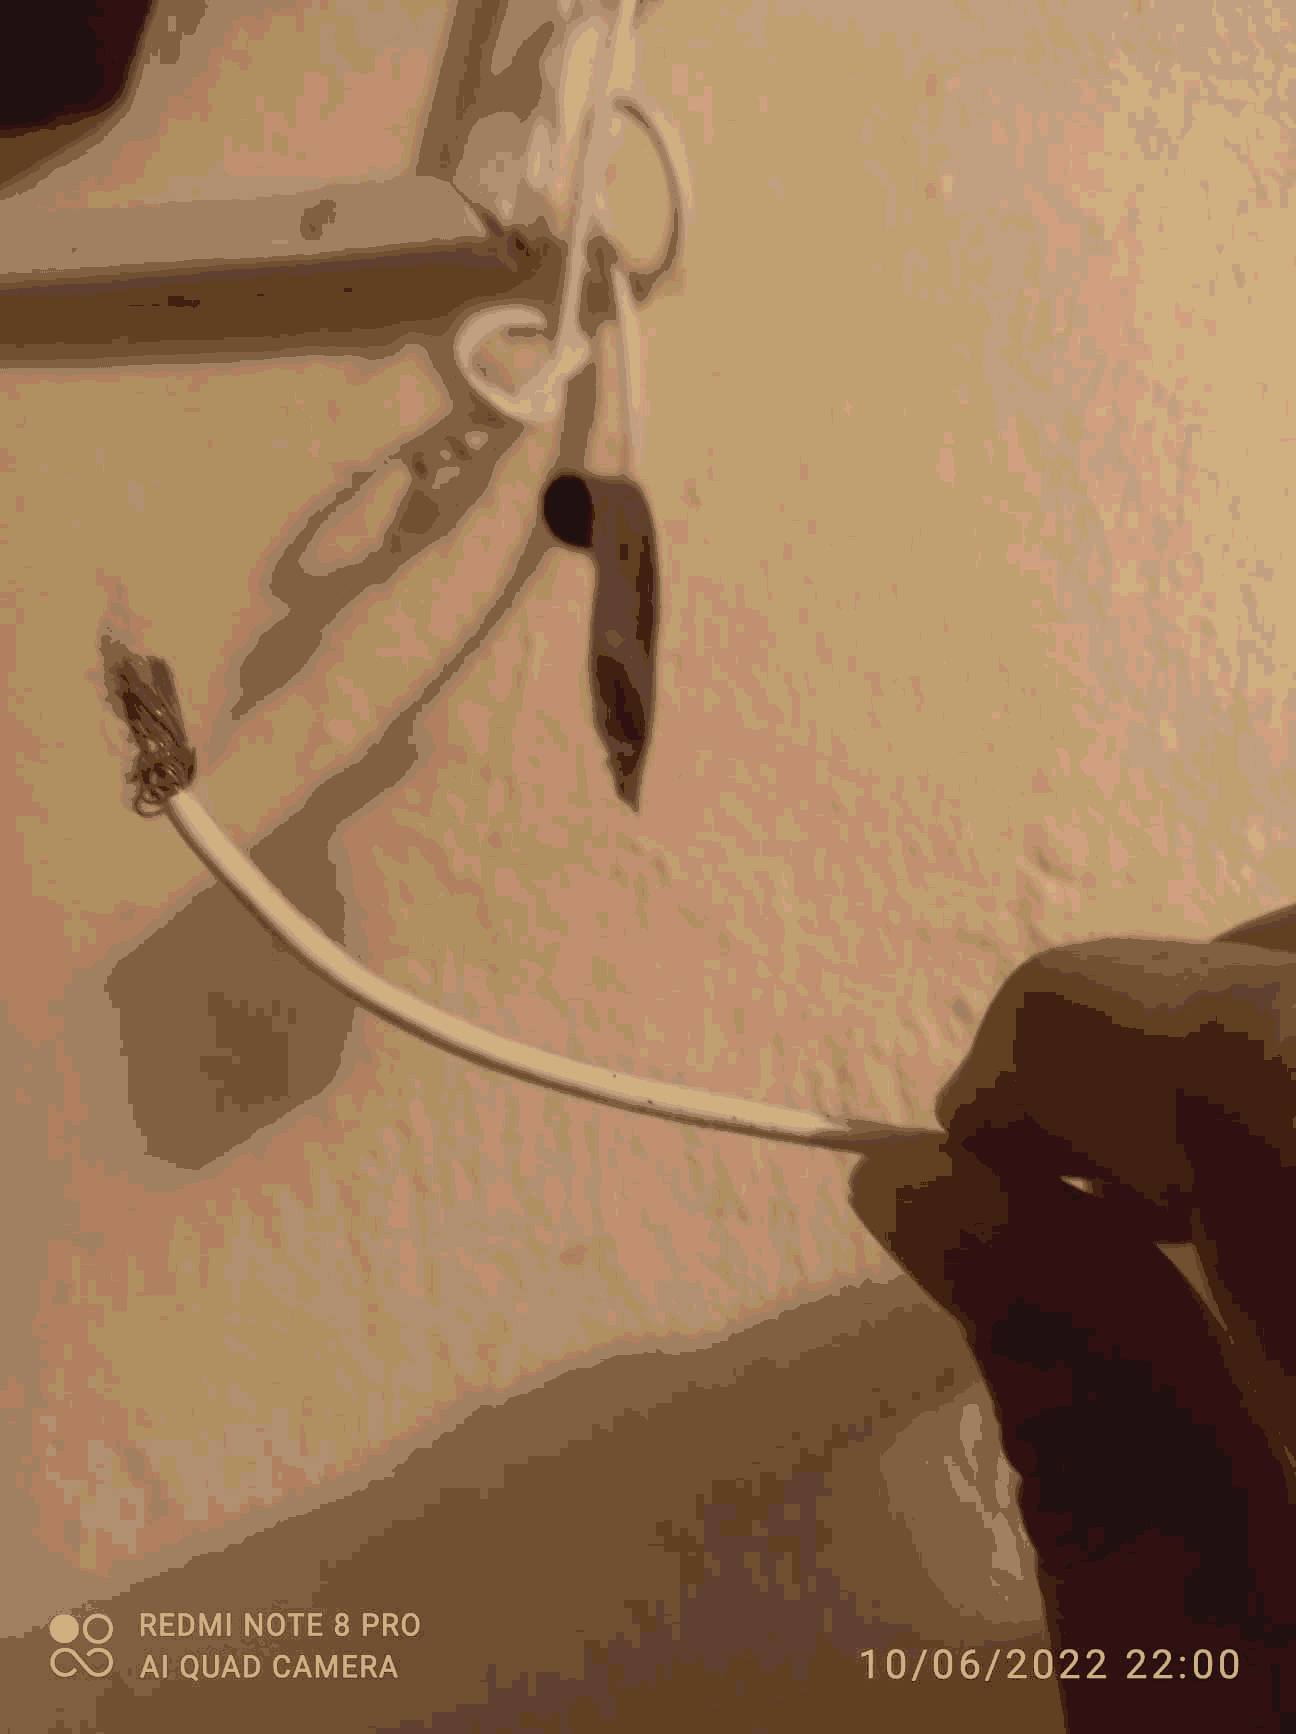 REDMI NOTE 8 PRO
AI QUAD CAMERA
10/06/2022 22:00